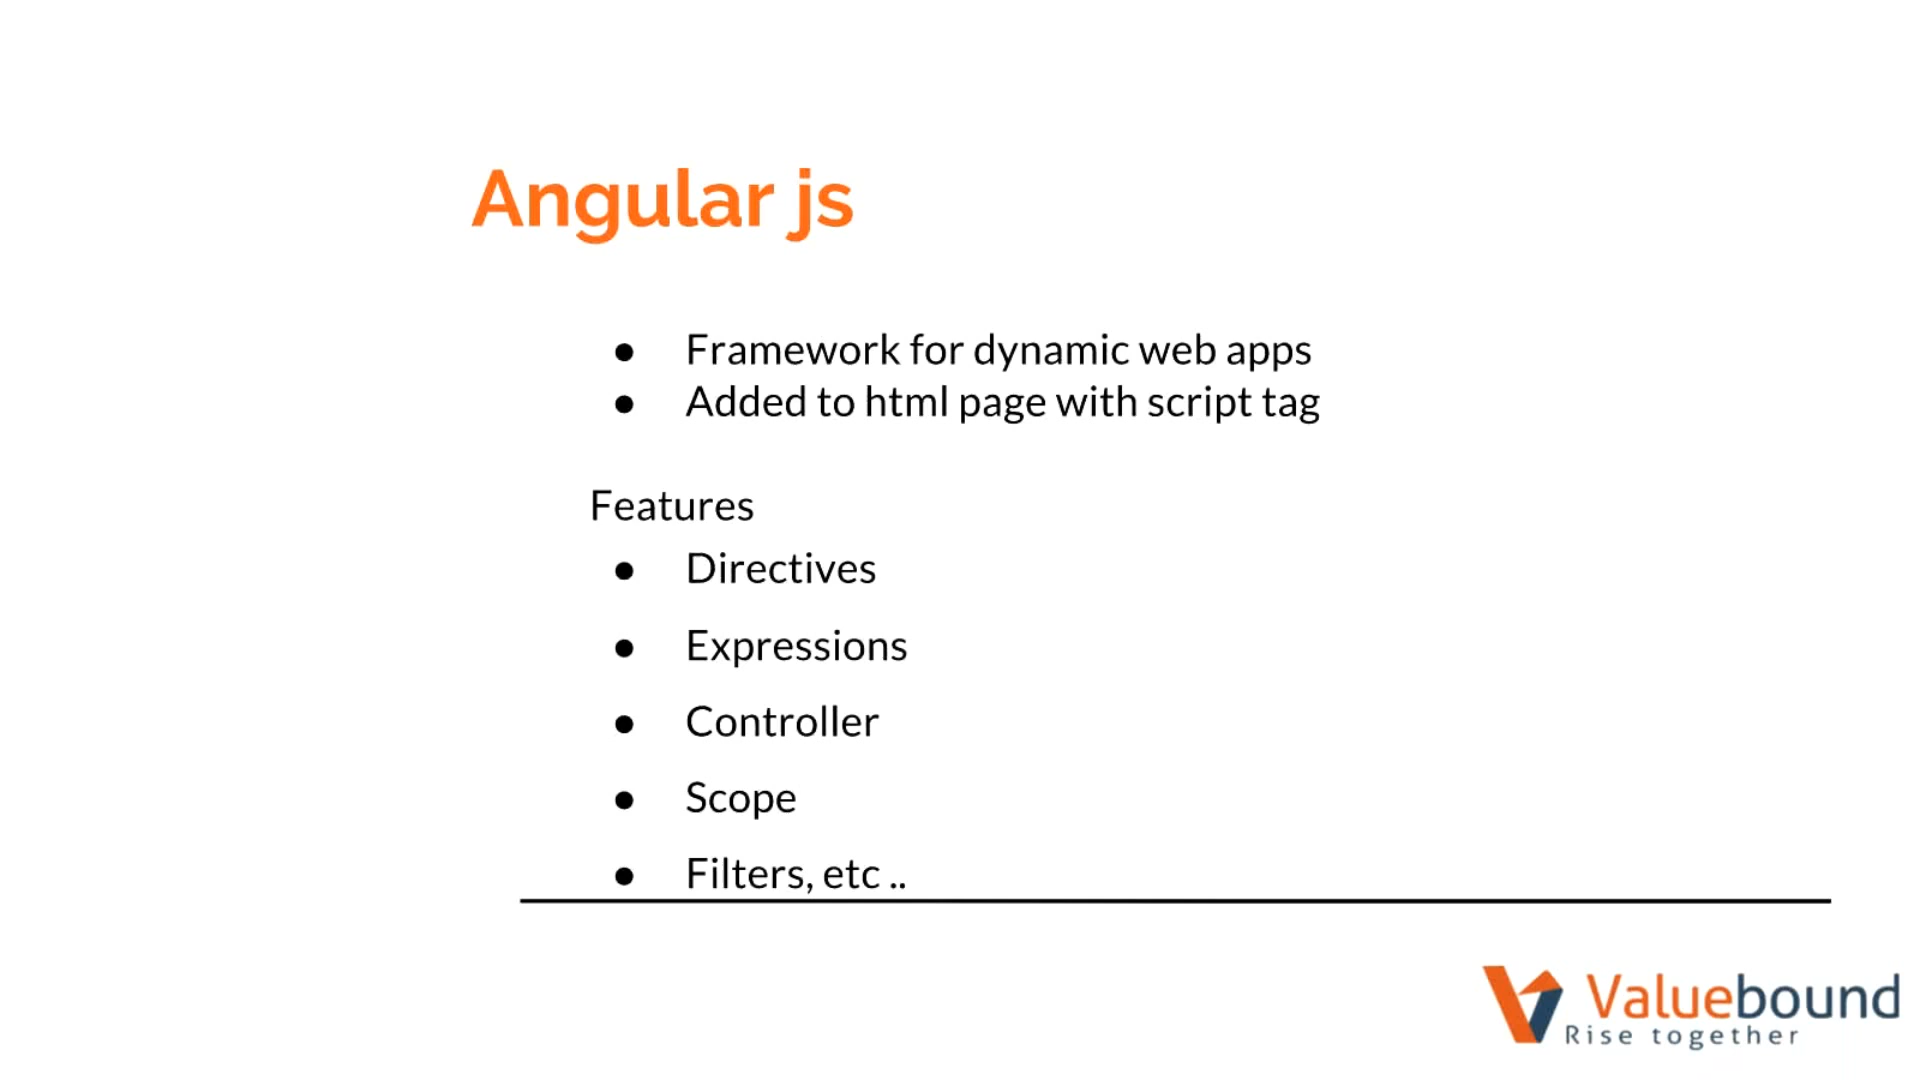 Angular js
● Framework for dynamic web apps
● Added to html page with script tag
Features
● Directives
● Expressions
● Controller
● Scope
● Filters, etc ..
Valuebound
Rise together